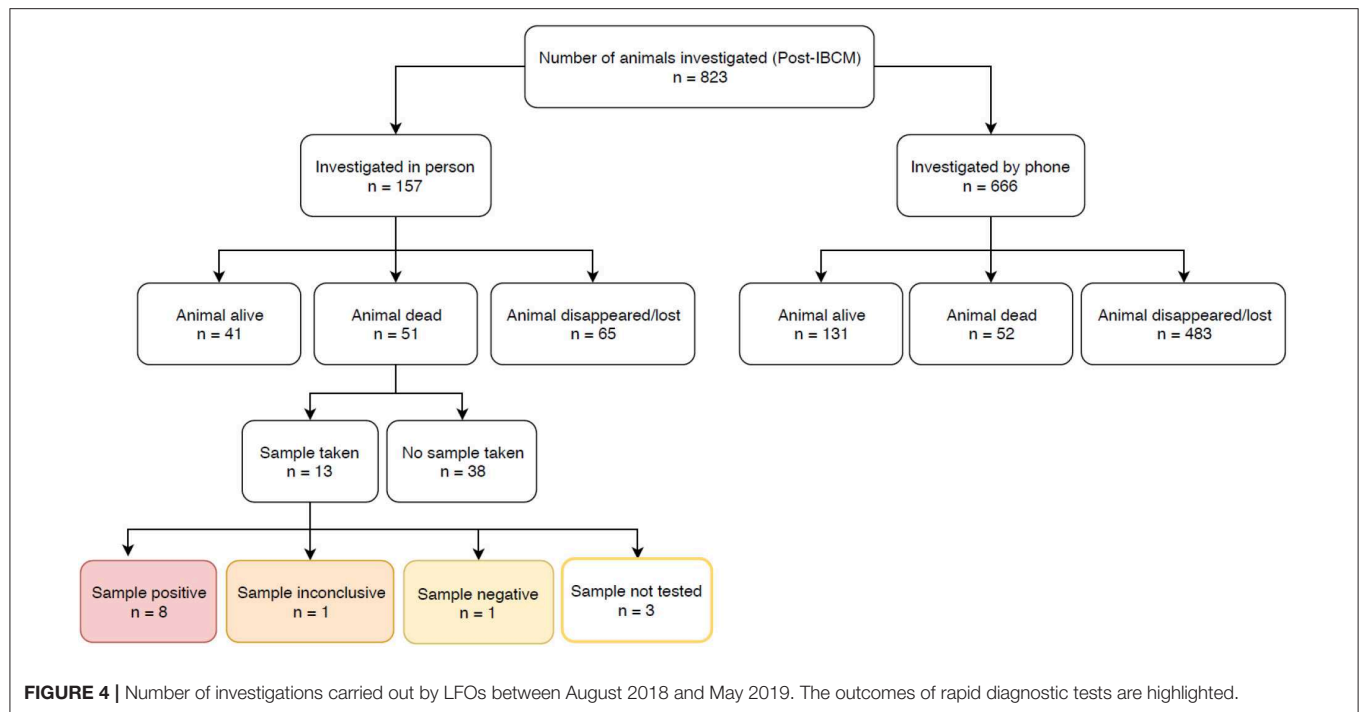 Number of animals investigated (Post-IBCM)
n = 823
Investigated in person
n = 157
Investigated by phone
n = 666
Animal alive
n = 41
Animal dead
n = 51
Animal disappeared/lost
n = 65
Animal alive
n = 131
Animal dead
n = 52
Animal disappeared/lost
n = 483
Sample taken
n = 13
No sample taken
n = 38
Sample positive
n = 8
Sample inconclusive
n = 1
Sample negative
n = 1
Sample not tested
n = 3
FIGURE 4 | Number of investigations carried out by LFOs between August 2018 and May 2019. The outcomes of rapid diagnostic tests are highlighted.